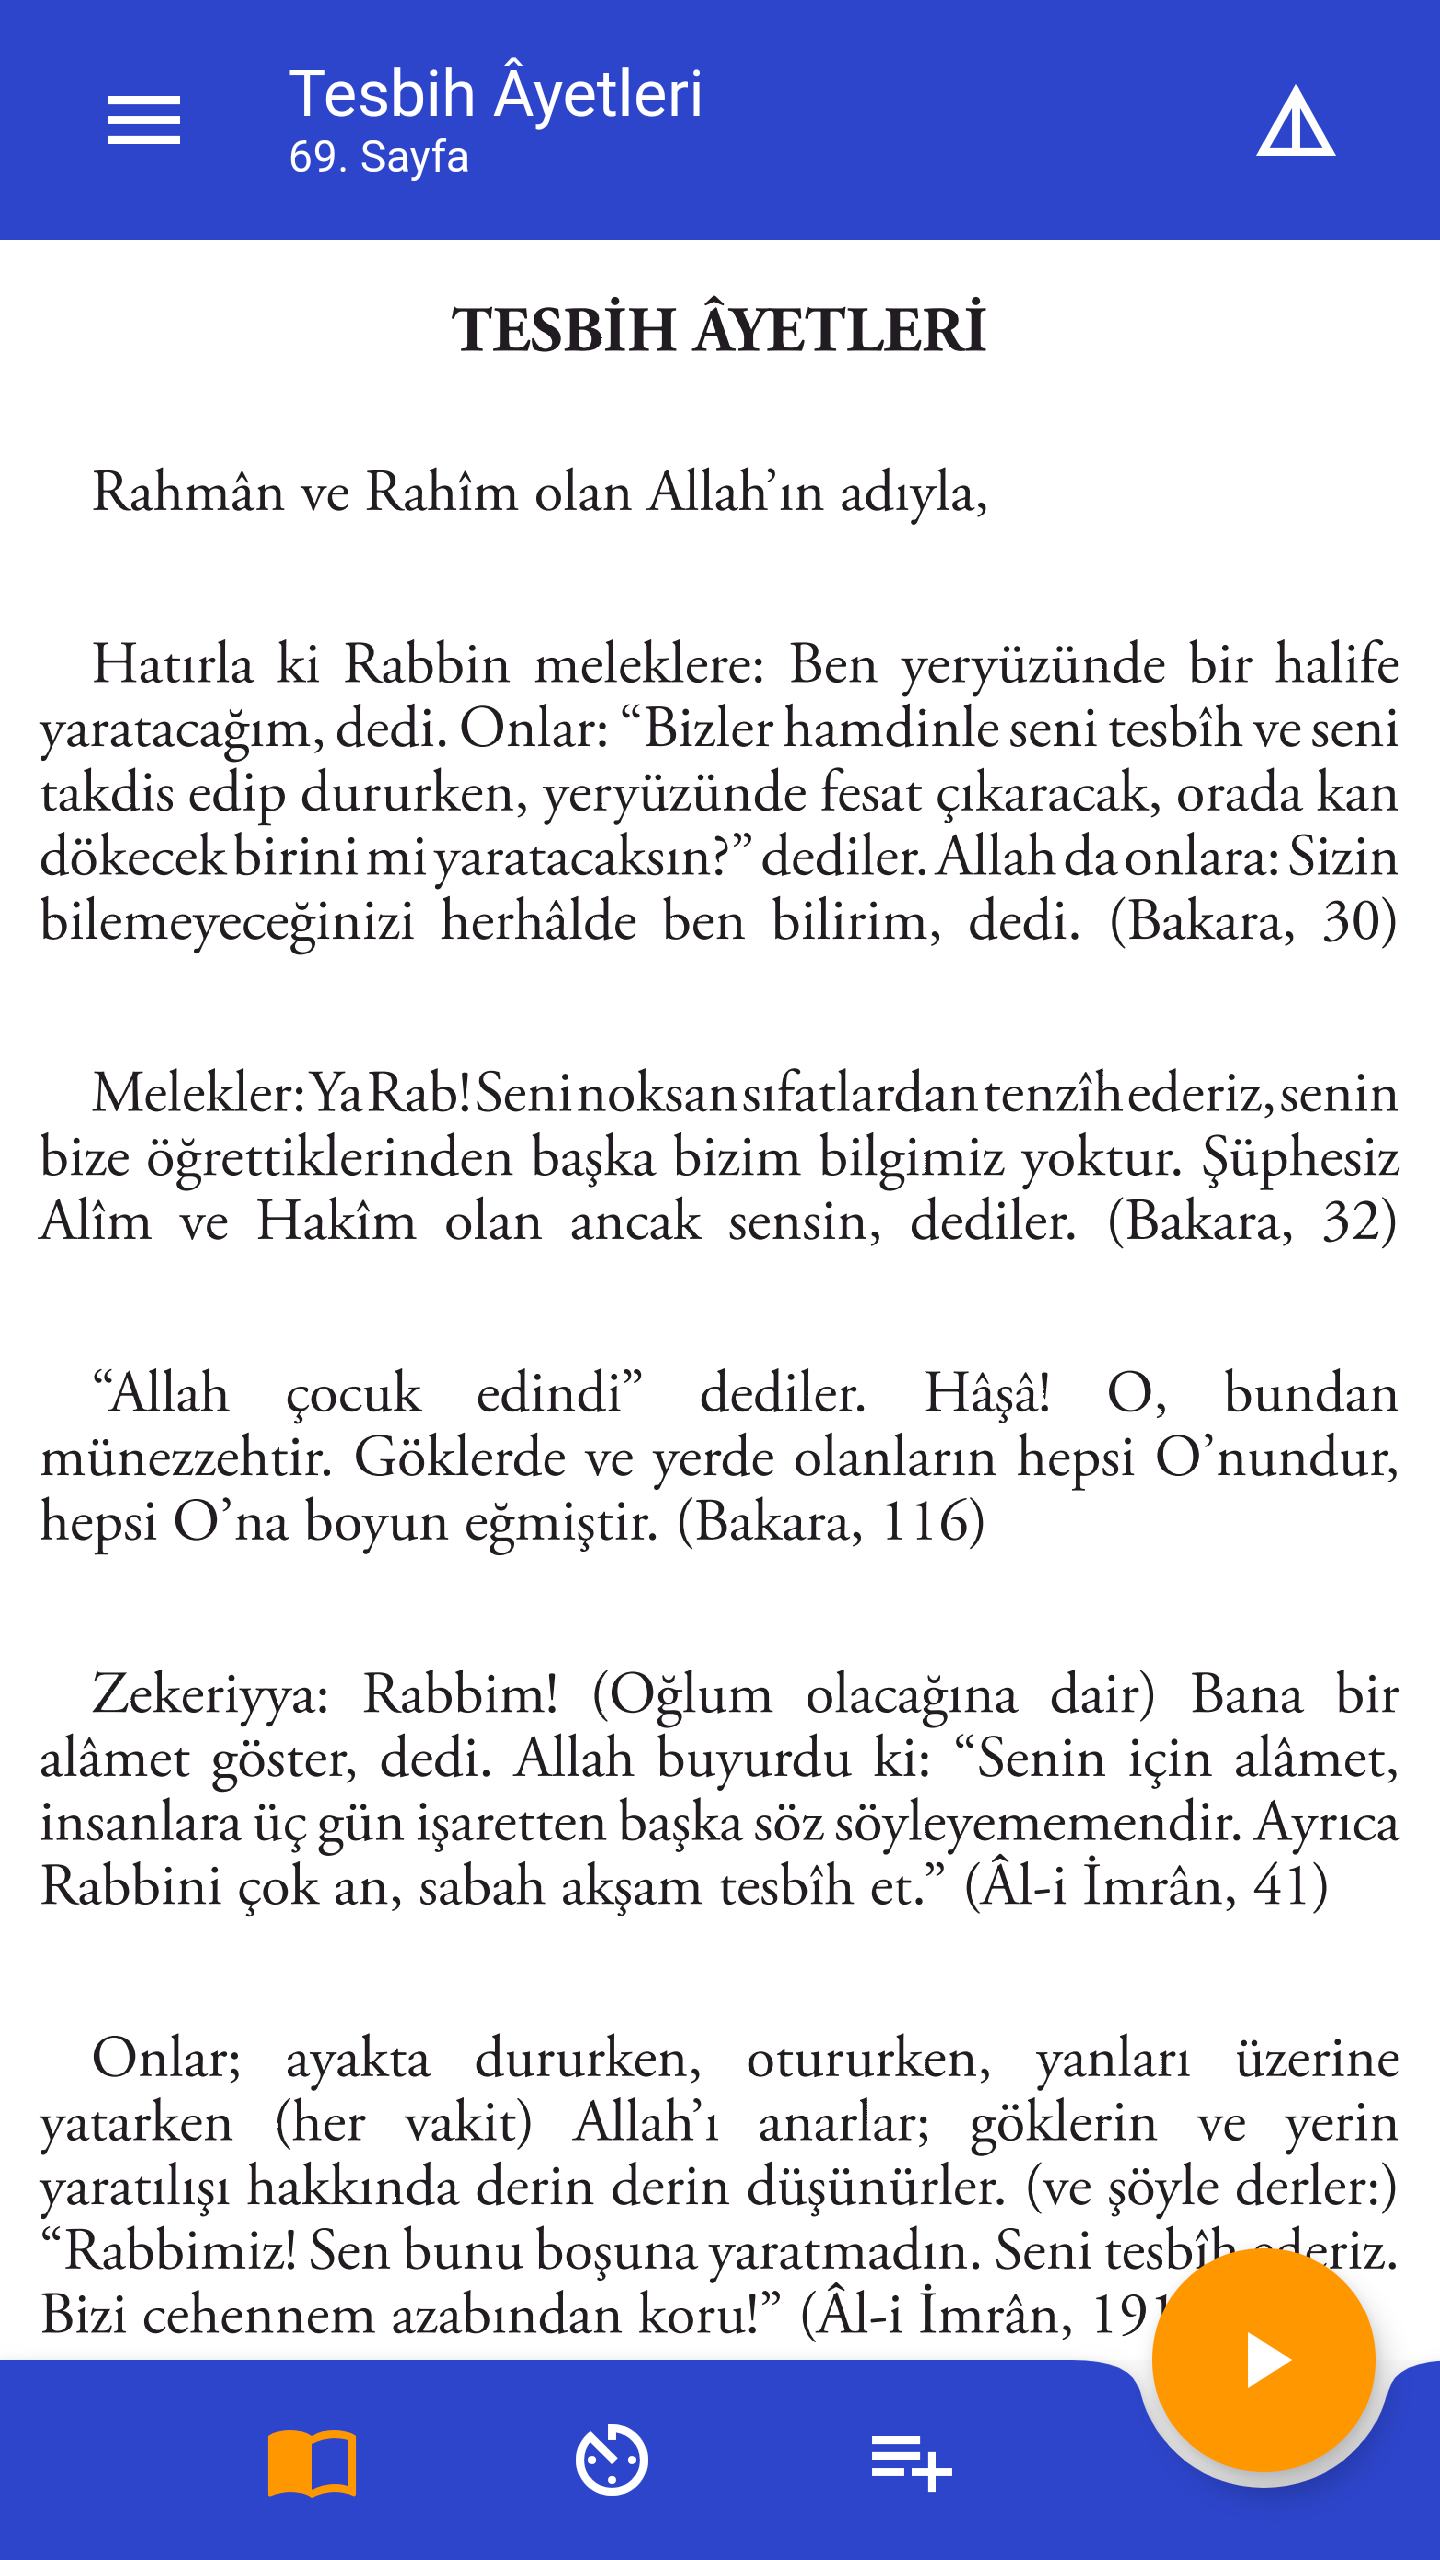 Tesbih Âyetleri
69. Sayfa
TESBİH ÂYETLERİ
Rahmân ve Rahîm olan Allah’ın adıyla,
Hatırla ki Rabbin meleklere: Ben yeryüzünde bir halife
yaratacağım, dedi. Onlar: “Bizler hamdinle seni tesbîh ve seni
takdis edip dururken, yeryüzünde fesat çıkaracak, orada kan
dökecek birini mi yaratacaksın?” dediler. Allah da onlara: Sizin
bilemeyeceğinizi herhâlde ben bilirim, dedi. (Bakara, 30)
Melekler: Ya Rab! Seni noksan sıfatlardan tenzîh ederiz, senin
bize öğrettiklerinden başka bizim bilgimiz yoktur. Şüphesiz
Alîm ve Hakîm olan ancak sensin, dediler. (Bakara, 32)
“Allah çocuk edindi” dediler. Hâşâ! O, bundan
münezzehtir. Göklerde ve yerde olanların hepsi O’nundur,
hepsi O’na boyun eğmiştir. (Bakara, 116)
Zekeriyya: Rabbim! (Oğlum olacağına dair) Bana bir
alâmet göster, dedi. Allah buyurdu ki: “Senin için alâmet,
insanlara üç gün işaretten başka söz söyleyememendir. Ayrıca
Rabbini çok an, sabah akşam tesbîh et.” (Âl-i İmrân, 41)
Onlar; ayakta dururken, otururken, yanları üzerine
yatarken (her vakit) Allah’ı anarlar; göklerin ve yerin
yaratılışı hakkında derin derin düşünürler. (ve şöyle derler:)
“Rabbimiz! Sen bunu boşuna yaratmadın. Seni tesbîh ederiz.
Bizi cehennem azabından koru!” (Âl-i İmrân, 191